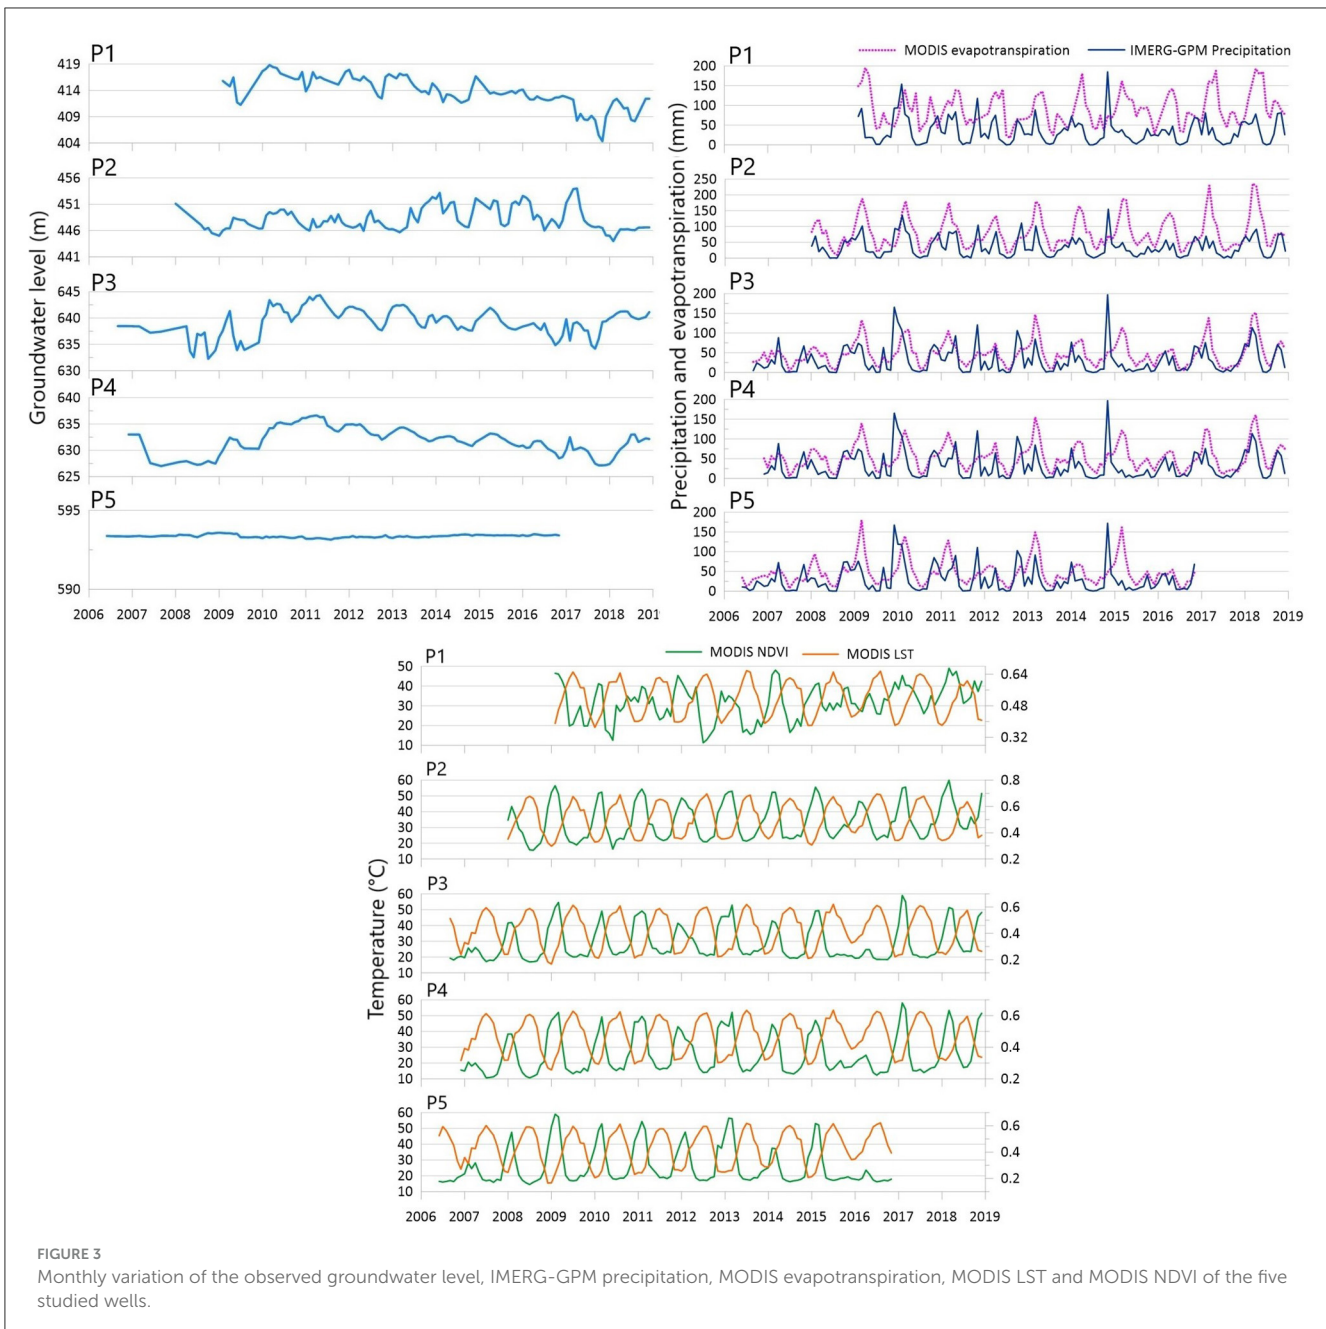 P1
419
414
409
404
P2
456
451
446
441
P3
645
640
635
630
P4
640
635
630
625
P5
595
590
2006 2007 2008 2009 2010 2011 2012 2013 2014 2015 2016 2017 2018 201
Groundwater level (m)
MODIS evapotranspiration IMERG-GPM Precipitation
P1
200
150
100
50
0
P2
250
200
150
100
50
0
P3
200
150
100
50
0
P4
200
150
100
50
0
P5
200
150
100
50
0
2006 2007 2008 2009 2010 2011 2012 2013 2014 2015 2016 2017 2018 2019
Precipitation and evapotranspiration (mm)
MODIS NDVI MODIS LST
P1
50 0.64
40
30 0.48
20 0.32
10
P2
60 0.8
50 0.6
40
30 0.4
20
10 0.2
P3
60
50 0.6
40 0.4
30
20 0.2
10
P4
60
50 0.6
40
30 0.4
20
10 0.2
P5
60
50 0.6
40 0.4
30
20 0.2
10
2006 2007 2008 2009 2010 2011 2012 2013 2014 2015 2016 2017 2018 2019
Temperature (°C)
FIGURE 3
Monthly variation of the observed groundwater level, IMERG-GPM precipitation, MODIS evapotranspiration, MODIS LST and MODIS NDVI of the five
studied wells.